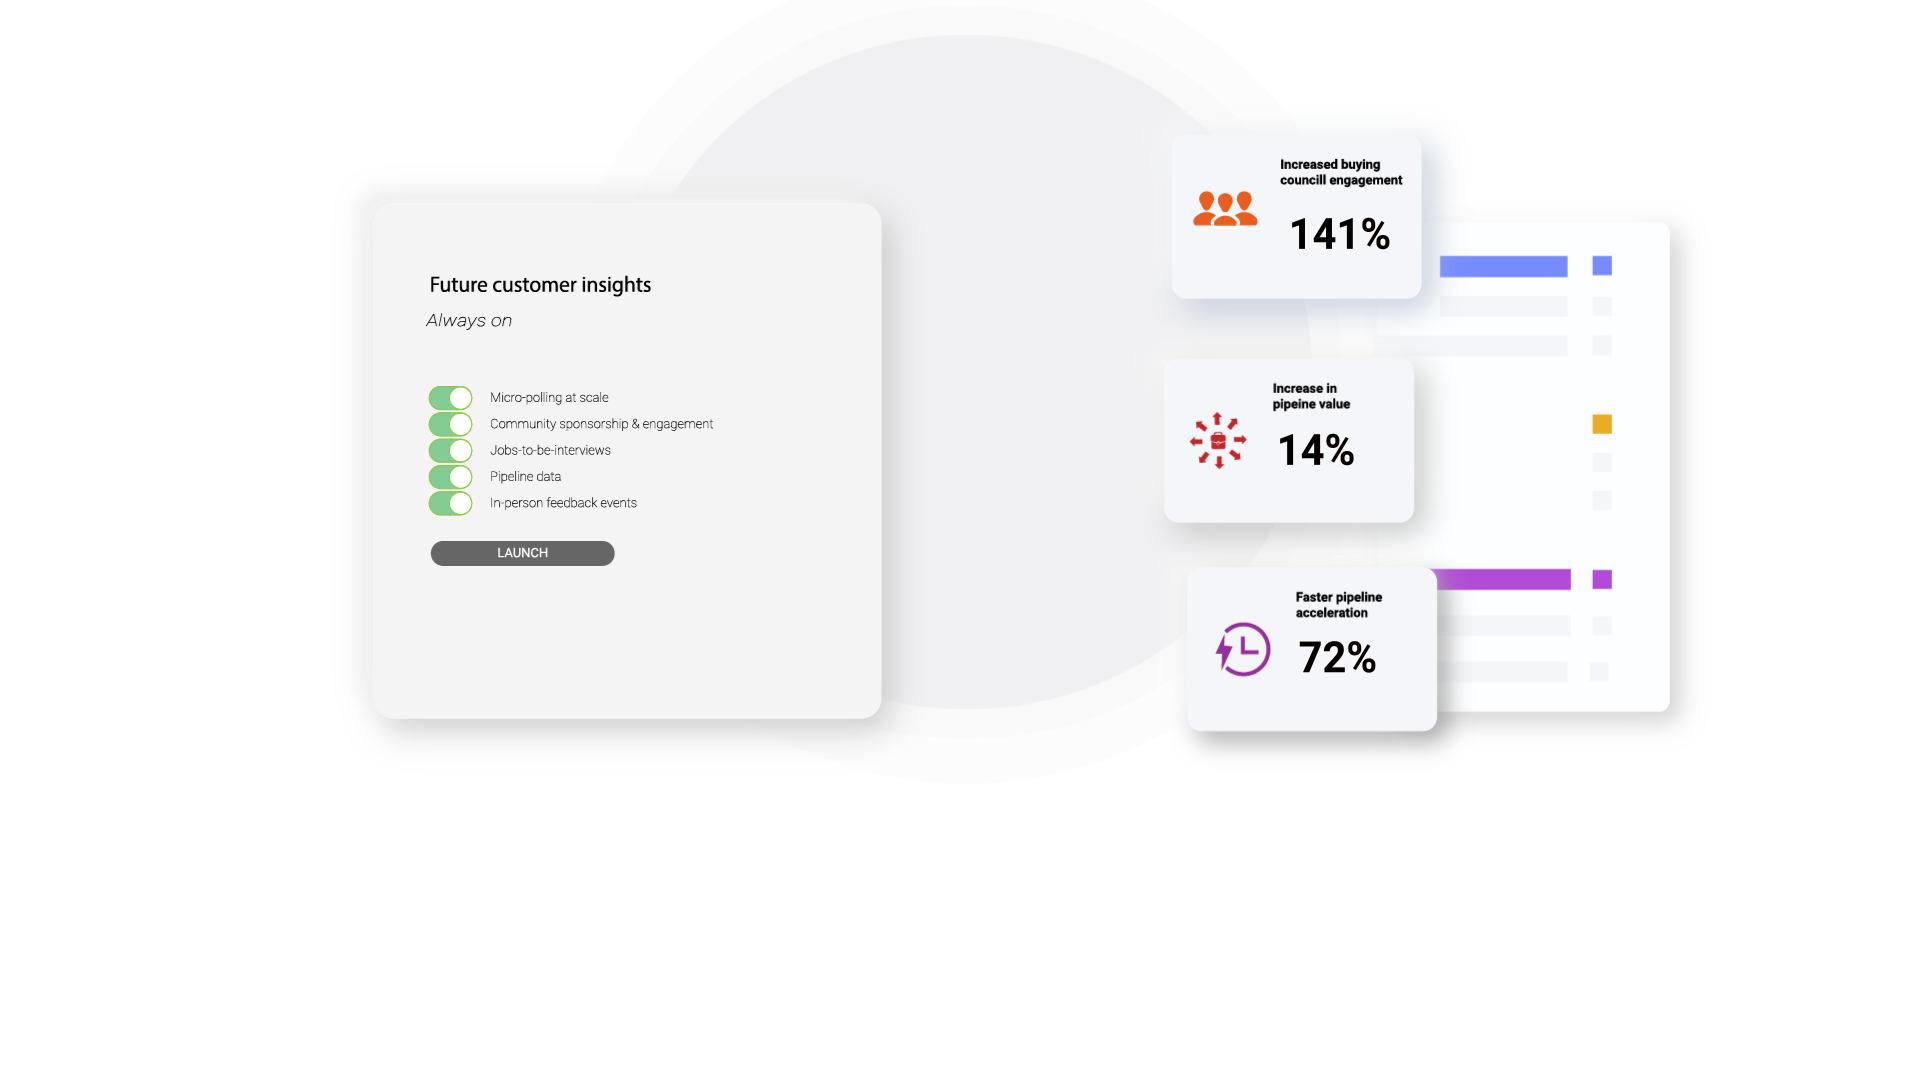 Future customer insights
Always on
Micro-polling at scale
Community sponsorship & engagement
Jobs-to-be-interviews
Pipeline data
In-person feedback events
LAUNCH
Increased buying
councill engagement
141%
Increase in
pipeine value
14%
Faster pipeline
acceleration
72%